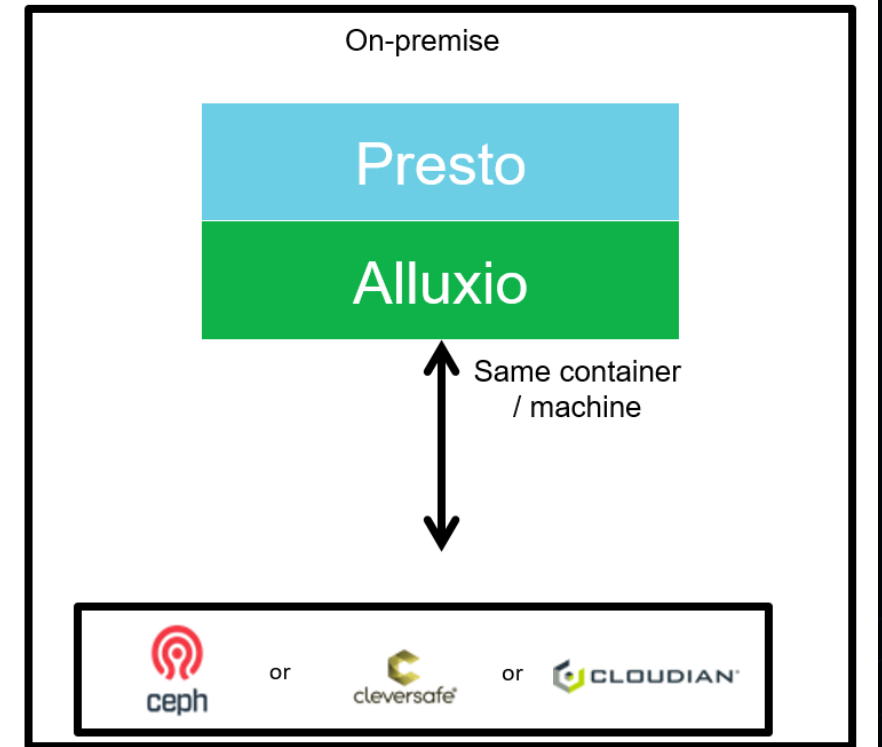 On-premise
Presto
Alluxio
Same container
/ machine
ceph or cleversafe or CLOUDIAN